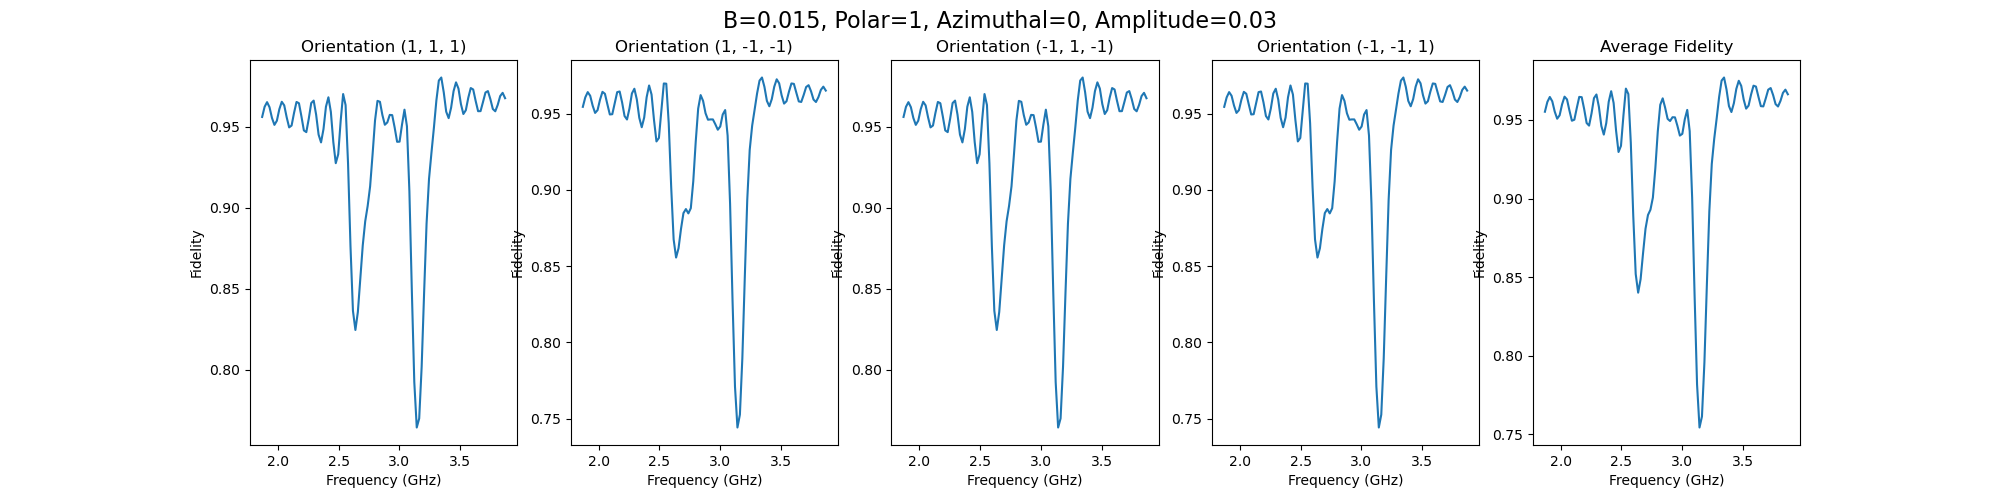 B=0.015, Polar=1, Azimuthal=0, Amplitude=0.03
Orientation (1, 1, 1)
Fidelity
0.95
0.90
0.85
0.80
2.0 2.5 3.0 3.5
Frequency (GHz)
Orientation (1, -1, -1)
Fidelity
0.95
0.90
0.85
0.80
0.75
2.0 2.5 3.0 3.5
Frequency (GHz)
Orientation (-1, 1, -1)
Fidelity
0.95
0.90
0.85
0.80
2.0 2.5 3.0 3.5
Frequency (GHz)
Orientation (-1, -1, 1)
Fidelity
0.95
0.90
0.85
0.80
0.75
2.0 2.5 3.0 3.5
Frequency (GHz)
Average Fidelity
Fidelity
0.95
0.90
0.85
0.80
0.75
2.0 2.5 3.0 3.5
Frequency (GHz)